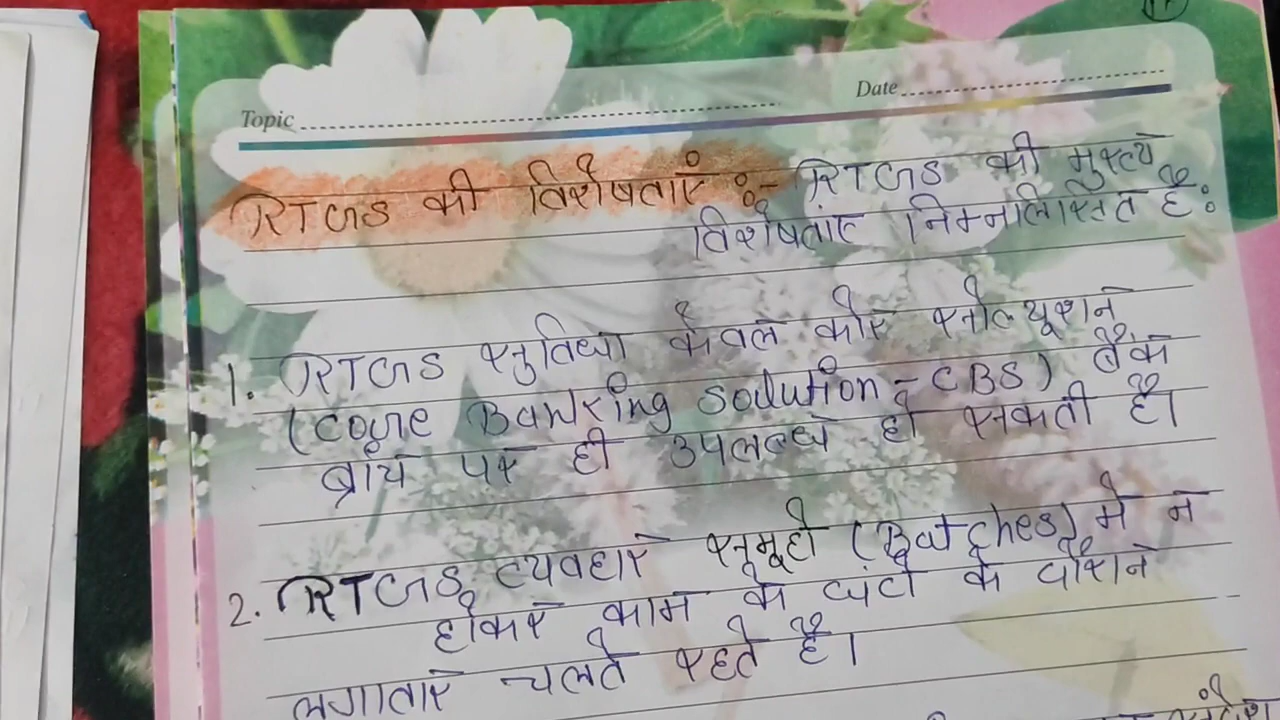 Topic
Date
RTGS की विशेषताएं :- RTGS की मुख्य
विशेषताएं निम्नलिखित है:
1. RTGS सुविधा केवल कोर सोल्यूशन
(Core Banking Solution - CBS) बैंक
ब्रांच पर ही उपलब्ध हो सकती है।
2. RTGS व्यवहार समूहो (Batches) मे न
होकर काम के घंटो के दौरान
लगातार चलते रहते है।